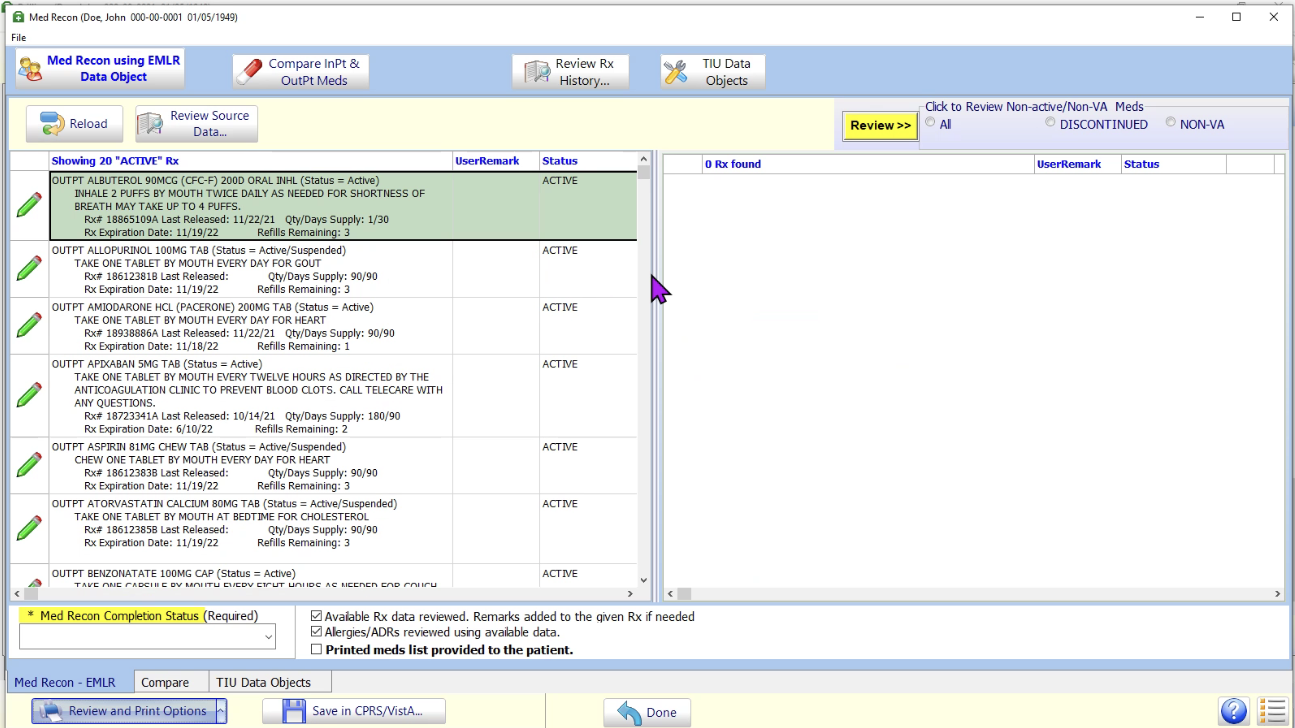 Med Recon (Doe, John 000-00-0001 01/05/1949)
File
Med Recon using EMLR
Data Object
Compare InPt &
OutPt Meds
Review Rx
History...
TIU Data
Objects
Reload
Review Source
Data...
Review >>
Click to Review Non-active/Non-VA Meds
All
DISCONTINUED
NON-VA
Showing 20 "ACTIVE" Rx UserRemark Status
OUTPT ALBUTEROL 90MCG (CFC-F) 200D ORAL INHL (Status = Active) ACTIVE
INHALE 2 PUFFS BY MOUTH TWICE DAILY AS NEEDED FOR SHORTNESS OF
BREATH MAY TAKE UP TO 4 PUFFS.
Rx# 18865109A Last Released: 11/22/21 Qty/Days Supply: 1/30
Rx Expiration Date: 11/19/22 Refills Remaining: 3
OUTPT ALLOPURINOL 100MG TAB (Status = Active/Suspended) ACTIVE
TAKE ONE TABLET BY MOUTH EVERY DAY FOR GOUT
Rx# 18612381B Last Released: Qty/Days Supply: 90/90
Rx Expiration Date: 11/19/22 Refills Remaining: 3
OUTPT AMIODARONE HCL (PACERONE) 200MG TAB (Status = Active) ACTIVE
TAKE ONE TABLET BY MOUTH EVERY DAY FOR HEART
Rx# 18938886A Last Released: 11/22/21 Qty/Days Supply: 90/90
Rx Expiration Date: 11/18/22 Refills Remaining: 1
OUTPT APIXABAN 5MG TAB (Status = Active) ACTIVE
TAKE ONE TABLET BY MOUTH EVERY TWELVE HOURS AS DIRECTED BY THE
ANTICOAGULATION CLINIC TO PREVENT BLOOD CLOTS. CALL TELECARE WITH
ANY QUESTIONS.
Rx# 18723341A Last Released: 10/14/21 Qty/Days Supply: 180/90
Rx Expiration Date: 6/10/22 Refills Remaining: 2
OUTPT ASPIRIN 81MG CHEW TAB (Status = Active/Suspended) ACTIVE
CHEW ONE TABLET BY MOUTH EVERY DAY FOR HEART
Rx# 18612383B Last Released: Qty/Days Supply: 90/90
Rx Expiration Date: 11/19/22 Refills Remaining: 3
OUTPT ATORVASTATIN CALCIUM 80MG TAB (Status = Active/Suspended) ACTIVE
TAKE ONE TABLET BY MOUTH AT BEDTIME FOR CHOLESTEROL
Rx# 18612385B Last Released: Qty/Days Supply: 90/90
Rx Expiration Date: 11/19/22 Refills Remaining: 3
OUTPT BENZONATATE 100MG CAP (Status = Active) ACTIVE
TAKE ONE CAPSULE BY MOUTH EVERY EIGHT HOURS AS NEEDED FOR COUGH
0 Rx found UserRemark Status
* Med Recon Completion Status (Required)
Available Rx data reviewed. Remarks added to the given Rx if needed
Allergies/ADRs reviewed using available data.
Printed meds list provided to the patient.
Med Recon - EMLR Compare TIU Data Objects
Review and Print Options Save in CPRS/VistA... Done ?